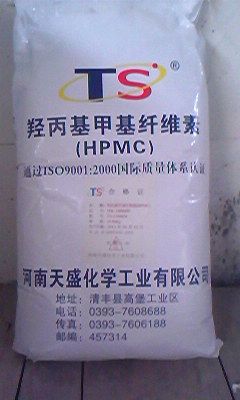 TS®
羟丙基甲基纤维素
(HPMC)
通过ISO9001:2000国际质量体系认证
TS 合格证
河南天盛化学工业有限公司
地址：清丰县高堡工业区
电话：0393-7608688
传真：0393-7606188
邮编：457314